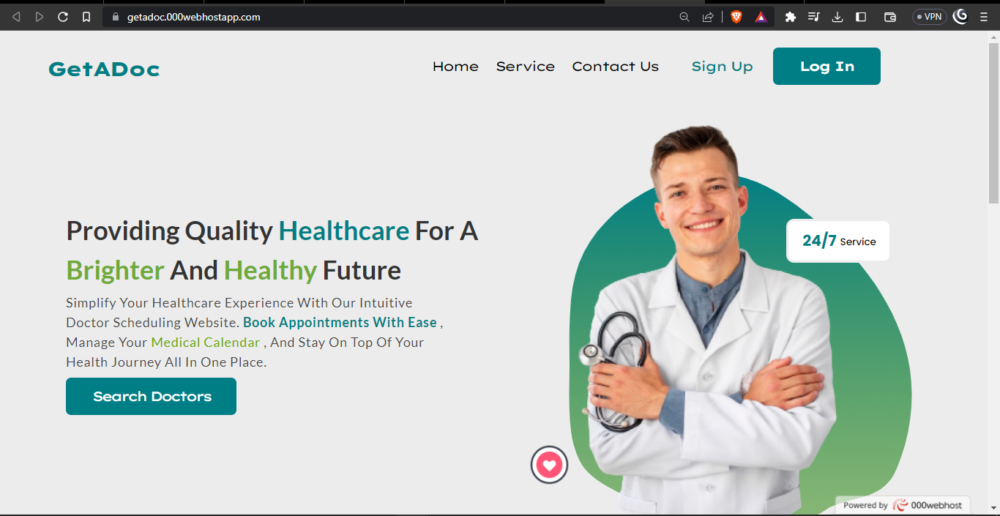 getadoc.000webhostapp.com
VPN
GetADoc
Home Service Contact Us Sign Up Log In
24/7 Service
Providing Quality Healthcare For A
Brighter And Healthy Future
Simplify Your Healthcare Experience With Our Intuitive
Doctor Scheduling Website. Book Appointments With Ease ,
Manage Your Medical Calendar , And Stay On Top Of Your
Health Journey All In One Place.
Search Doctors
Powered by 000webhost